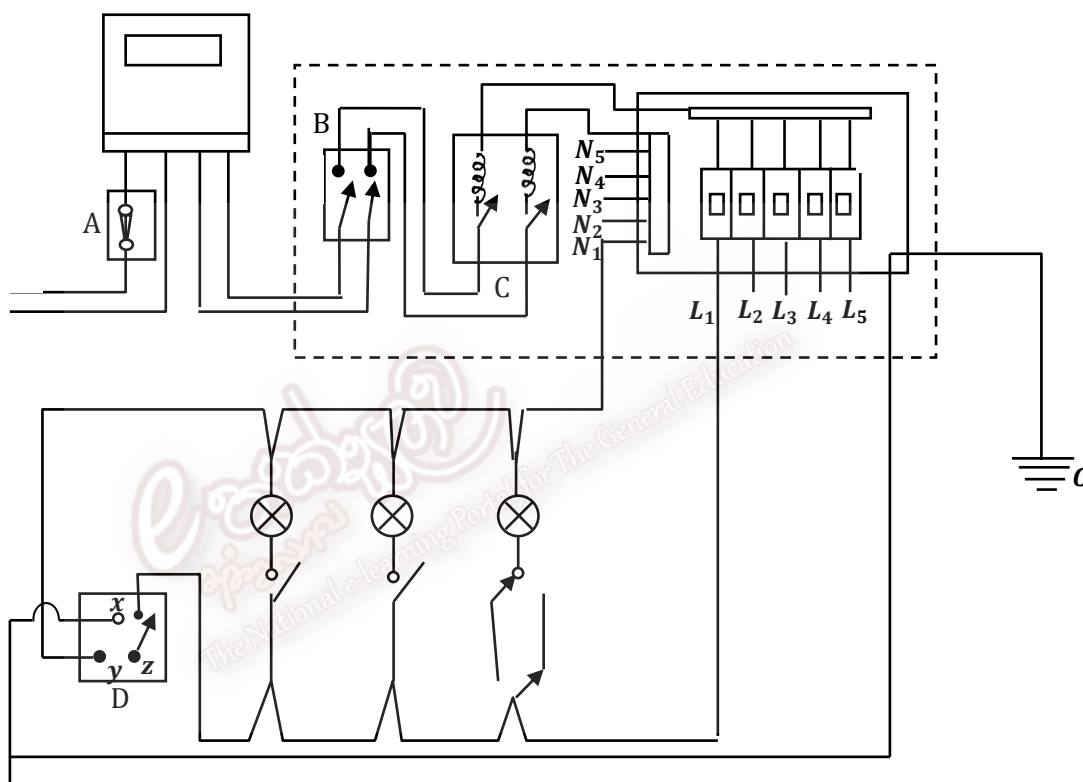 B
A
C
N₅
N₄
N₃
N₂
N₁
L₁ L₂ L₃ L₄ L₅
x
y z
D
The National e-learning Portal for The General Education